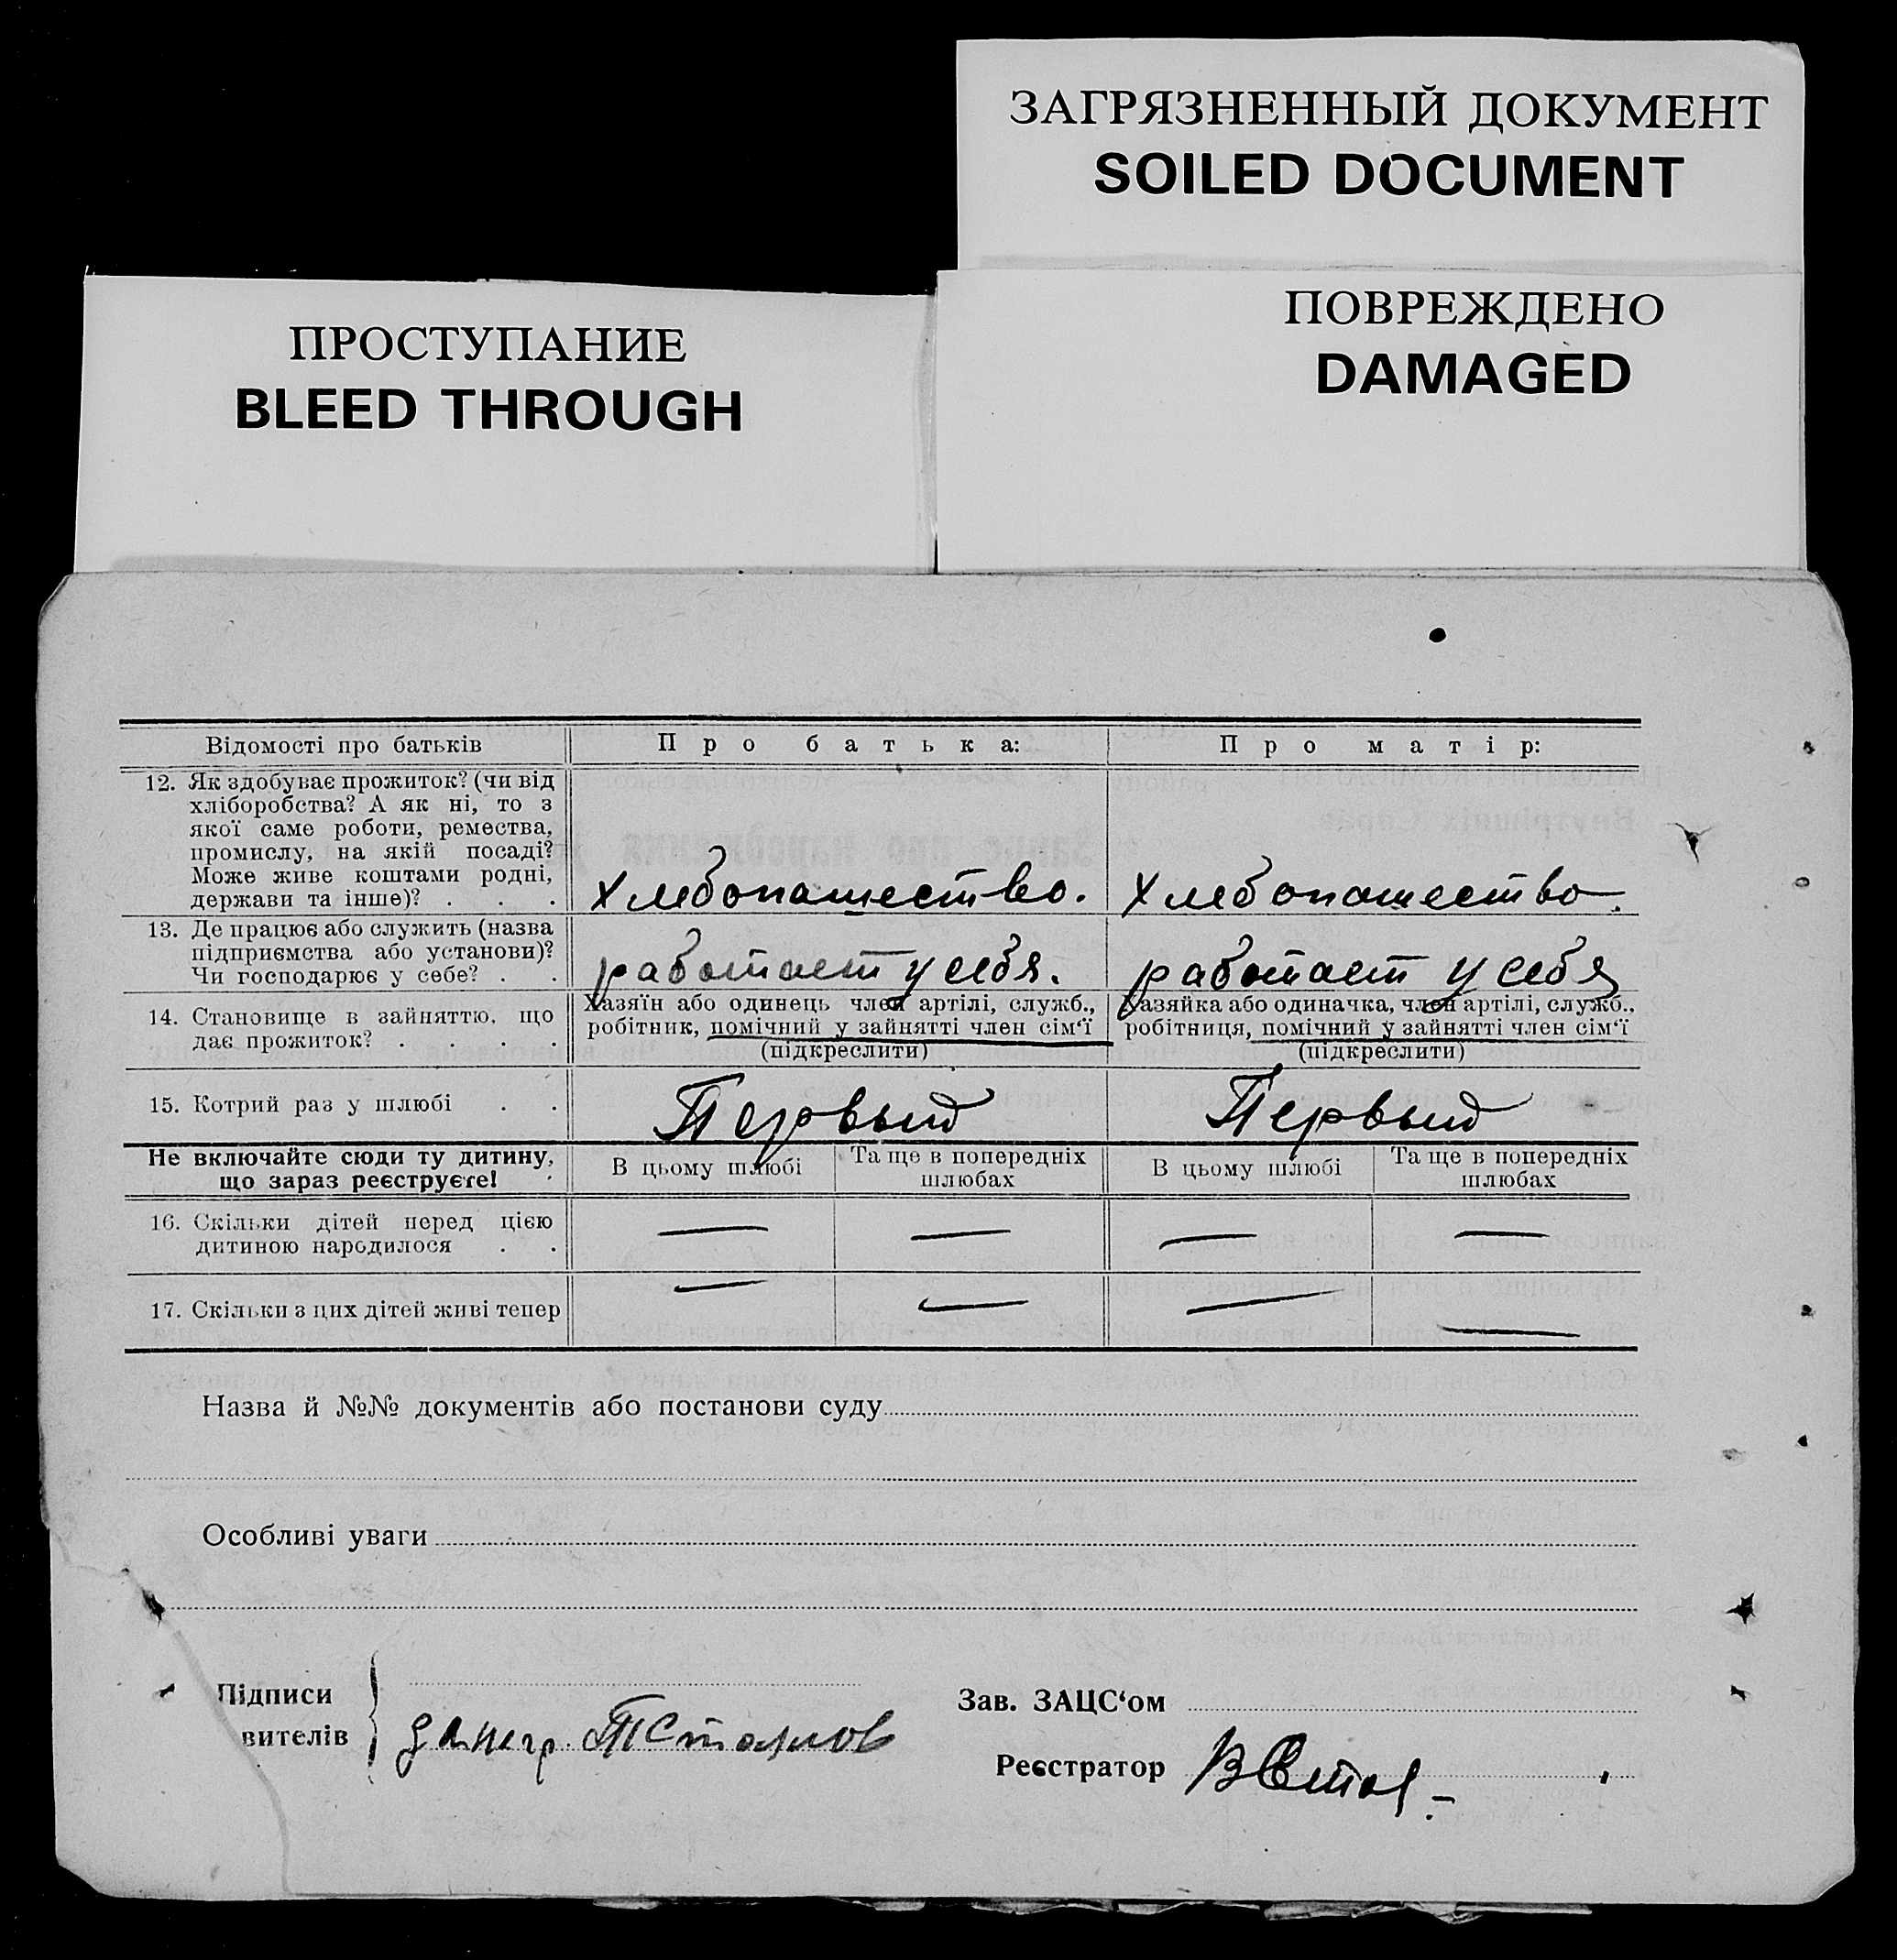 ЗАГРЯЗНЕННЫЙ ДОКУМЕНТ
SOILED DOCUMENT
ПОВРЕЖДЕНО
DAMAGED
ПРОСТУПАНИЕ
BLEED THROUGH
Відомості про батьків
Про батька:
Про матір:
12. Як здобуває прожиток? (чи від
хліборобства? А як ні, то з
якої саме роботи, ремества,
промислу, на якій посаді?
Може живе коштами родні,
держави та інше)? . . .
Хлебопашество.
Хлебопашество.
13. Де працює або служить (назва
підприємства або установи)?
Чи господарює у себе? . .
работает у себя.
работает у себя
14. Становище в зайняттю, що
дає прожиток? . . . .
Хазяїн або одинець член артілі, служб.,
робітник, помічний у зайнятті член сім'ї
(підкреслити)
Хазяйка або одиначка, член артілі, служб..
робітниця, помічний у зайнятті член сім'ї
(підкреслити)
15. Котрий раз у шлюбі . .
Первый
Первый
Не включайте сюди ту дитину,
що зараз реєструєте!
В цьому шлюбі
Та ще в попередніх
шлюбах
В цьому шлюбі
Та ще в попередніх
шлюбах
16. Скільки дітей перед цією
дитиною народилося . .
— — — —
17. Скільки з цих дітей живі тепер
— — — —
Назва й №№ документів або постанови суду
Особливі уваги
Підписи
вителів
Зав. ЗАЦС'ом
Реєстратор